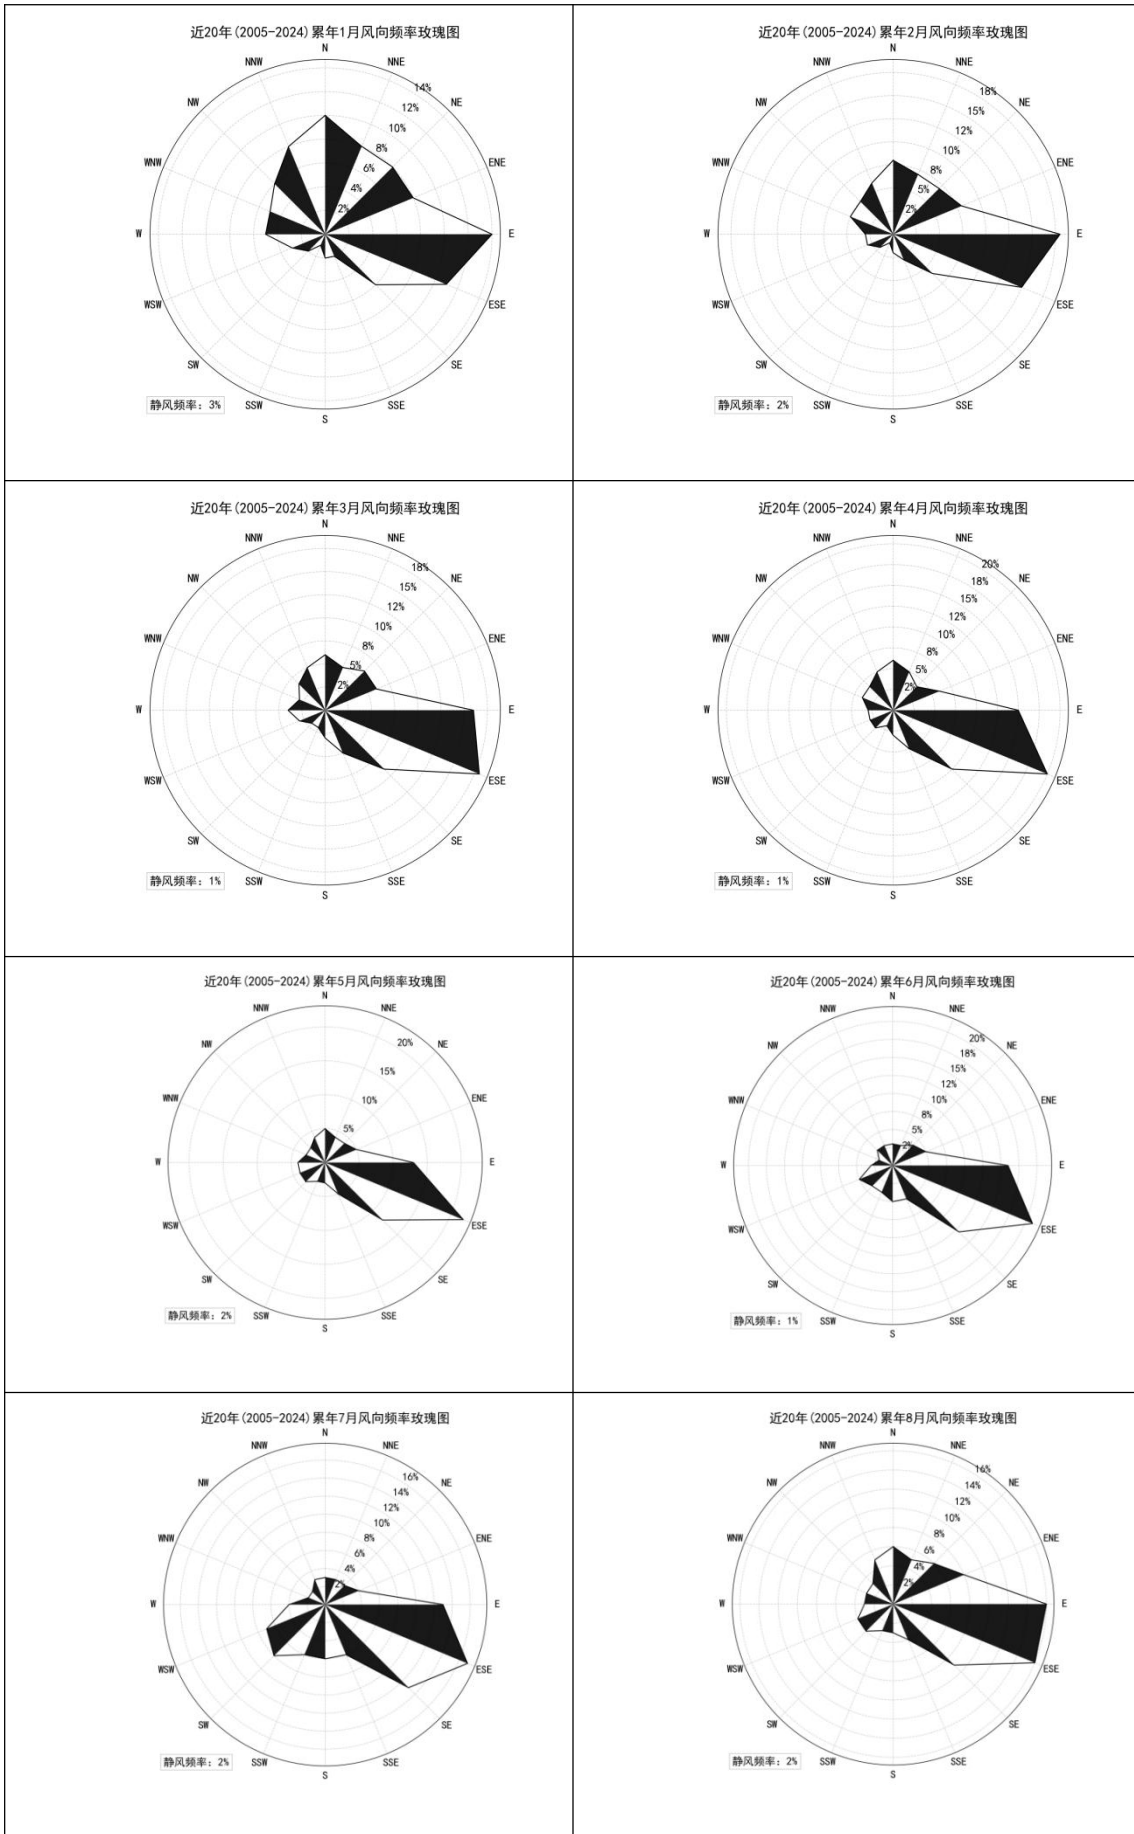 近20年(2005-2024)累年1月风向频率玫瑰图
N
NNW
NNE
14%
NW
NE
12%
10%
WNW
8%
ENE
6%
4%
2%
W
E
WSW
ESE
SW
SE
静风频率: 3%
SSW
SSE
S
近20年(2005-2024)累年2月风向频率玫瑰图
N
NNW
NNE
18%
NW
NE
15%
12%
WNW
10%
ENE
8%
5%
2%
W
E
WSW
ESE
SW
SE
静风频率: 2%
SSW
SSE
S
近20年(2005-2024)累年3月风向频率玫瑰图
N
NNW
NNE
18%
NW
NE
15%
12%
WNW
10%
ENE
8%
5%
2%
W
E
WSW
ESE
SW
SE
静风频率: 1%
SSW
SSE
S
近20年(2005-2024)累年4月风向频率玫瑰图
N
NNW
NNE
20%
NW
NE
18%
15%
12%
WNW
10%
ENE
8%
5%
2%
W
E
WSW
ESE
SW
SE
静风频率: 1%
SSW
SSE
S
近20年(2005-2024)累年5月风向频率玫瑰图
N
NNW
NNE
20%
NW
NE
15%
WNW
10%
ENE
5%
W
E
WSW
ESE
SW
SE
静风频率: 2%
SSW
SSE
S
近20年(2005-2024)累年6月风向频率玫瑰图
N
NNW
NNE
20%
NW
NE
18%
15%
12%
WNW
10%
ENE
8%
5%
2%
W
E
WSW
ESE
SW
SE
静风频率: 1%
SSW
SSE
S
近20年(2005-2024)累年7月风向频率玫瑰图
N
NNW
NNE
16%
NW
NE
14%
12%
10%
WNW
8%
ENE
6%
4%
2%
W
E
WSW
ESE
SW
SE
静风频率: 2%
SSW
SSE
S
近20年(2005-2024)累年8月风向频率玫瑰图
N
NNW
NNE
16%
NW
NE
14%
12%
10%
WNW
8%
ENE
6%
4%
2%
W
E
WSW
ESE
SW
SE
静风频率: 2%
SSW
SSE
S